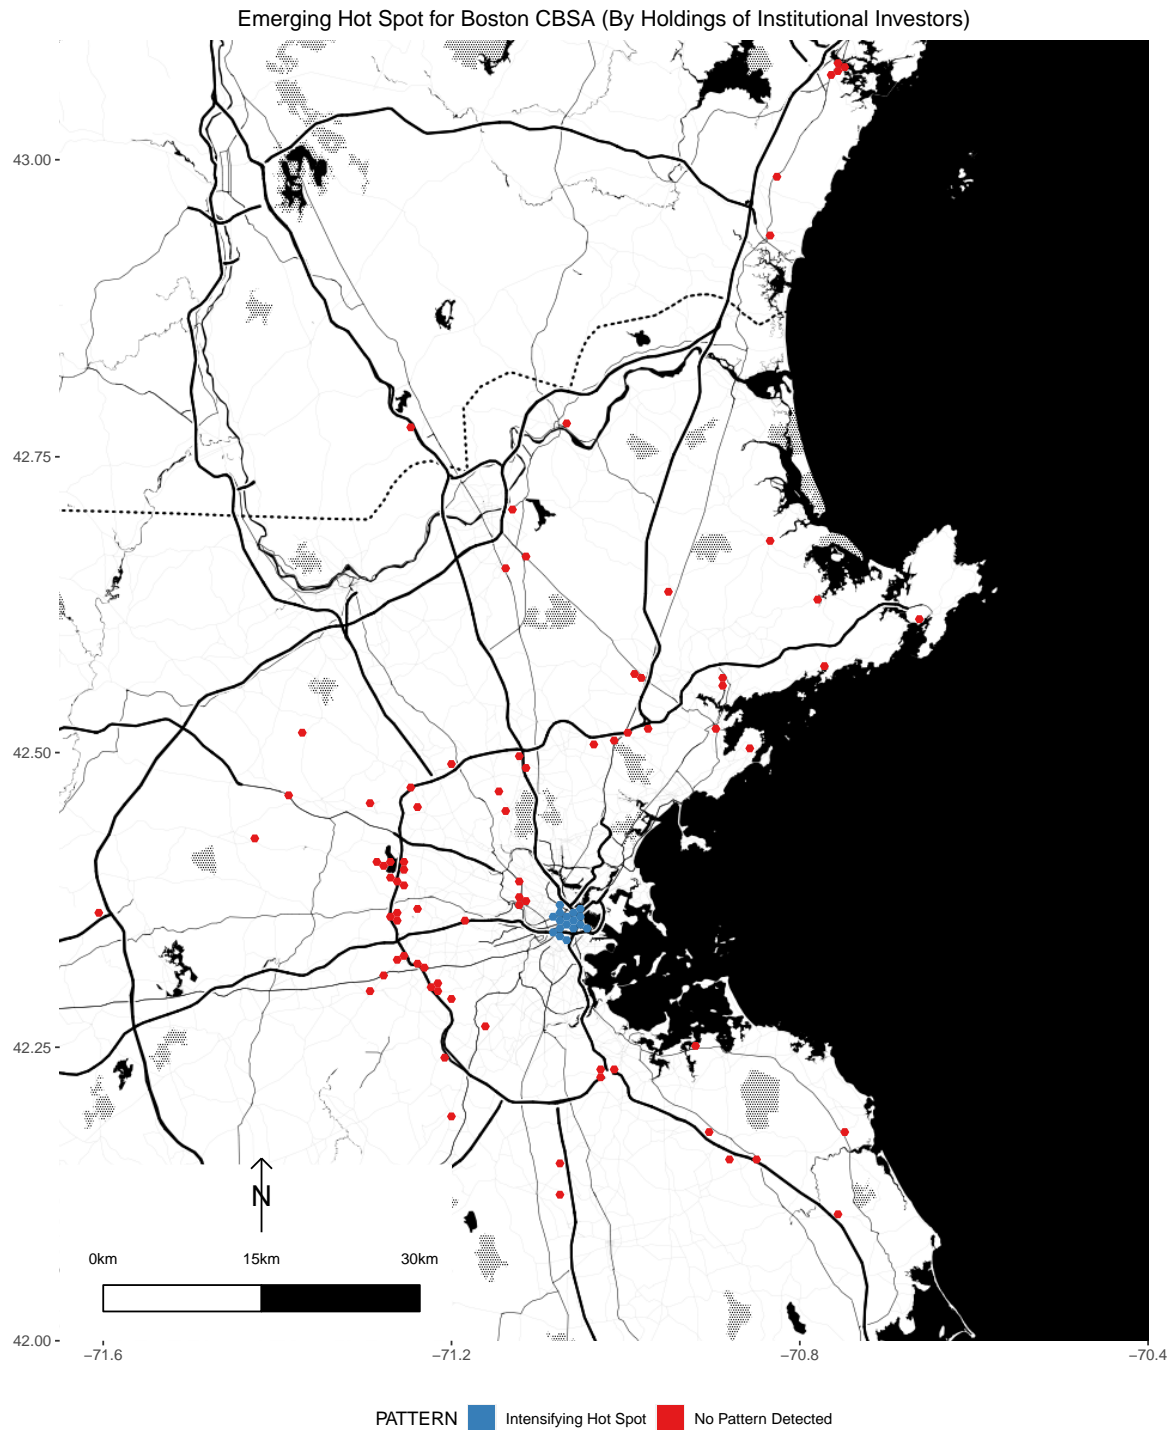 Emerging Hot Spot for Boston CBSA (By Holdings of Institutional Investors)
43.00
42.75
42.50
42.25
42.00
N
0km 15km 30km
−71.6 −71.2 −70.8 −70.4
PATTERN Intensifying Hot Spot No Pattern Detected